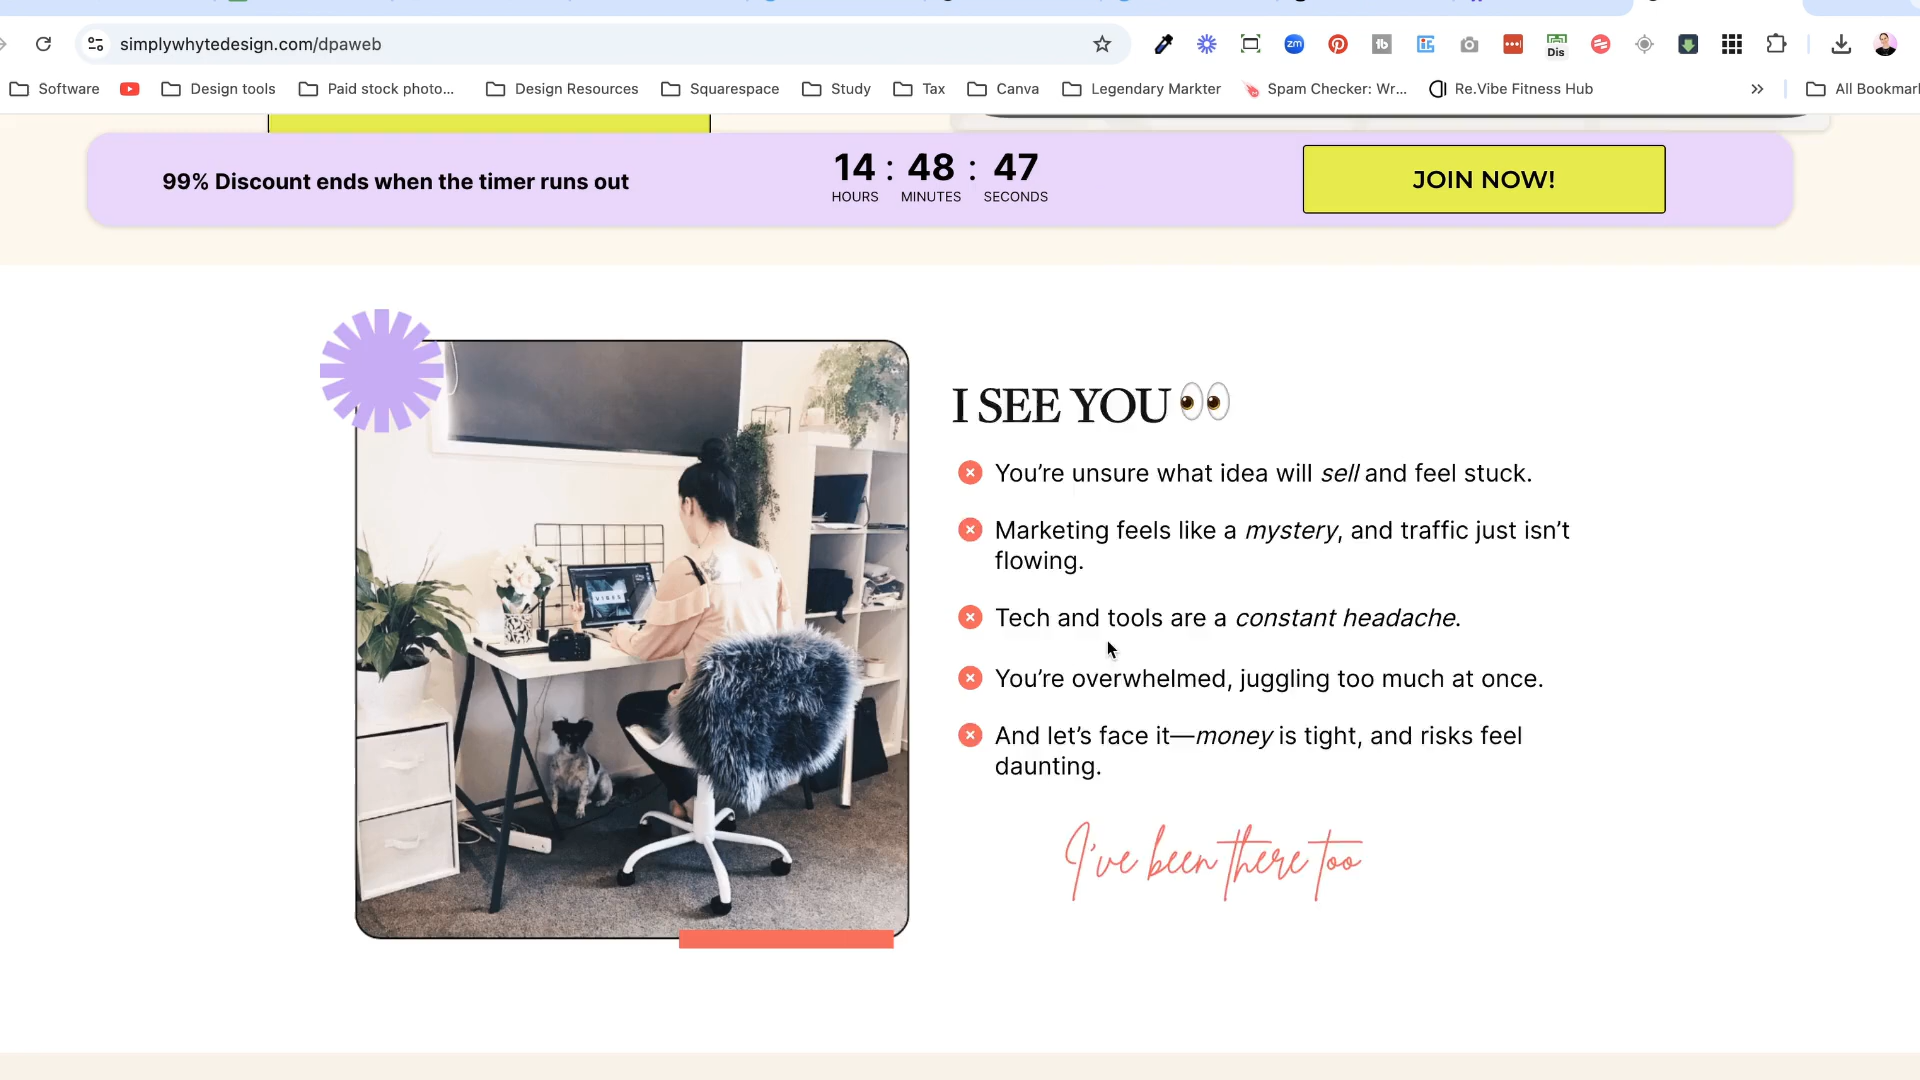 simplywhytedesign.com/dpaweb
zm
Dis
Software
Design tools
Paid stock photo...
Design Resources
Squarespace
Study
Tax
Canva
Legendary Markter
Spam Checker: Wr...
Re.Vibe Fitness Hub
All Bookmar
99% Discount ends when the timer runs out
14 : 48 : 47
HOURS MINUTES SECONDS
JOIN NOW!
I SEE YOU 👀
You’re unsure what idea will sell and feel stuck.
Marketing feels like a mystery, and traffic just isn’t
flowing.
Tech and tools are a constant headache.
You’re overwhelmed, juggling too much at once.
And let’s face it—money is tight, and risks feel
daunting.
I've been there too
VIBES